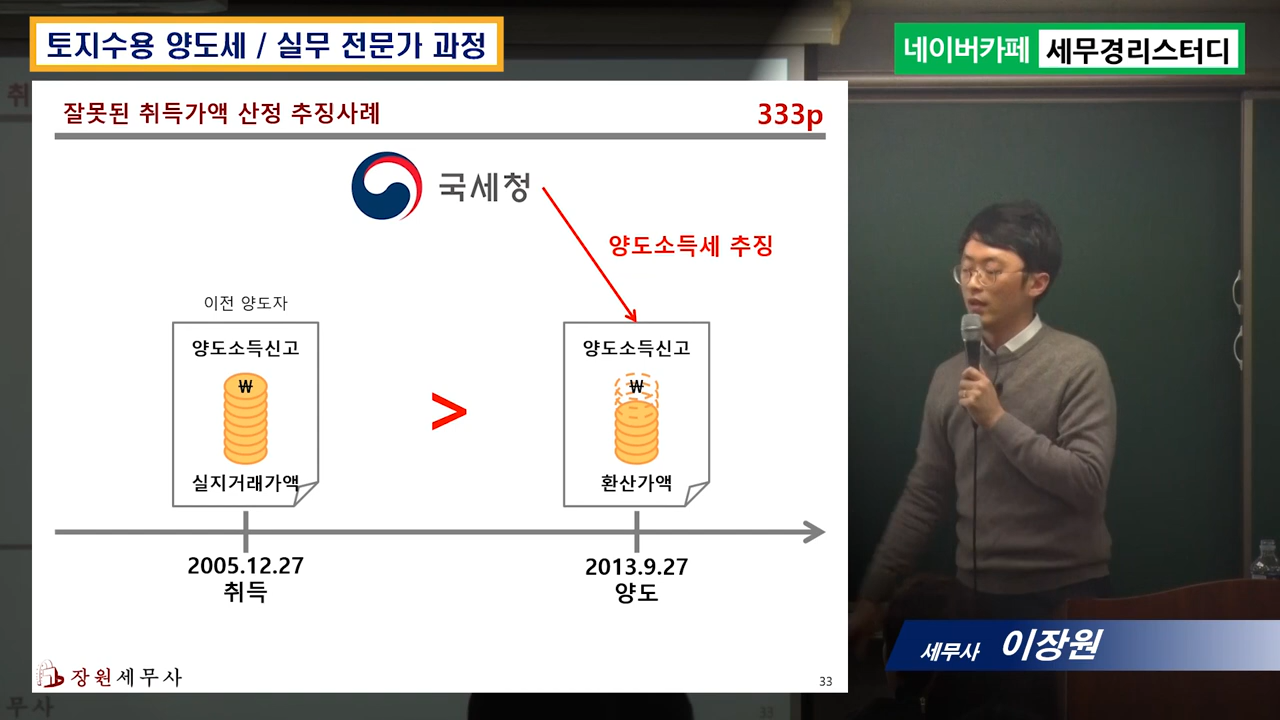 토지수용 양도세 / 실무 전문가 과정
네이버카페 세무경리스터디
잘못된 취득가액 산정 추징사례
333p
국세청
양도소득세 추징
이전 양도자
양도소득신고
₩
실지거래가액
>
양도소득신고
₩
환산가액
2005.12.27
취득
2013.9.27
양도
세무사 이장원
장원세무사
33
취
무사
33